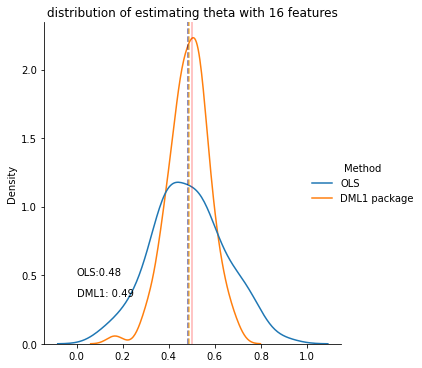 distribution of estimating theta with 16 features
2.0
1.5
1.0
0.5
0.0
Density
Method
OLS
DML1 package
OLS:0.48
DML1: 0.49
0.0 0.2 0.4 0.6 0.8 1.0